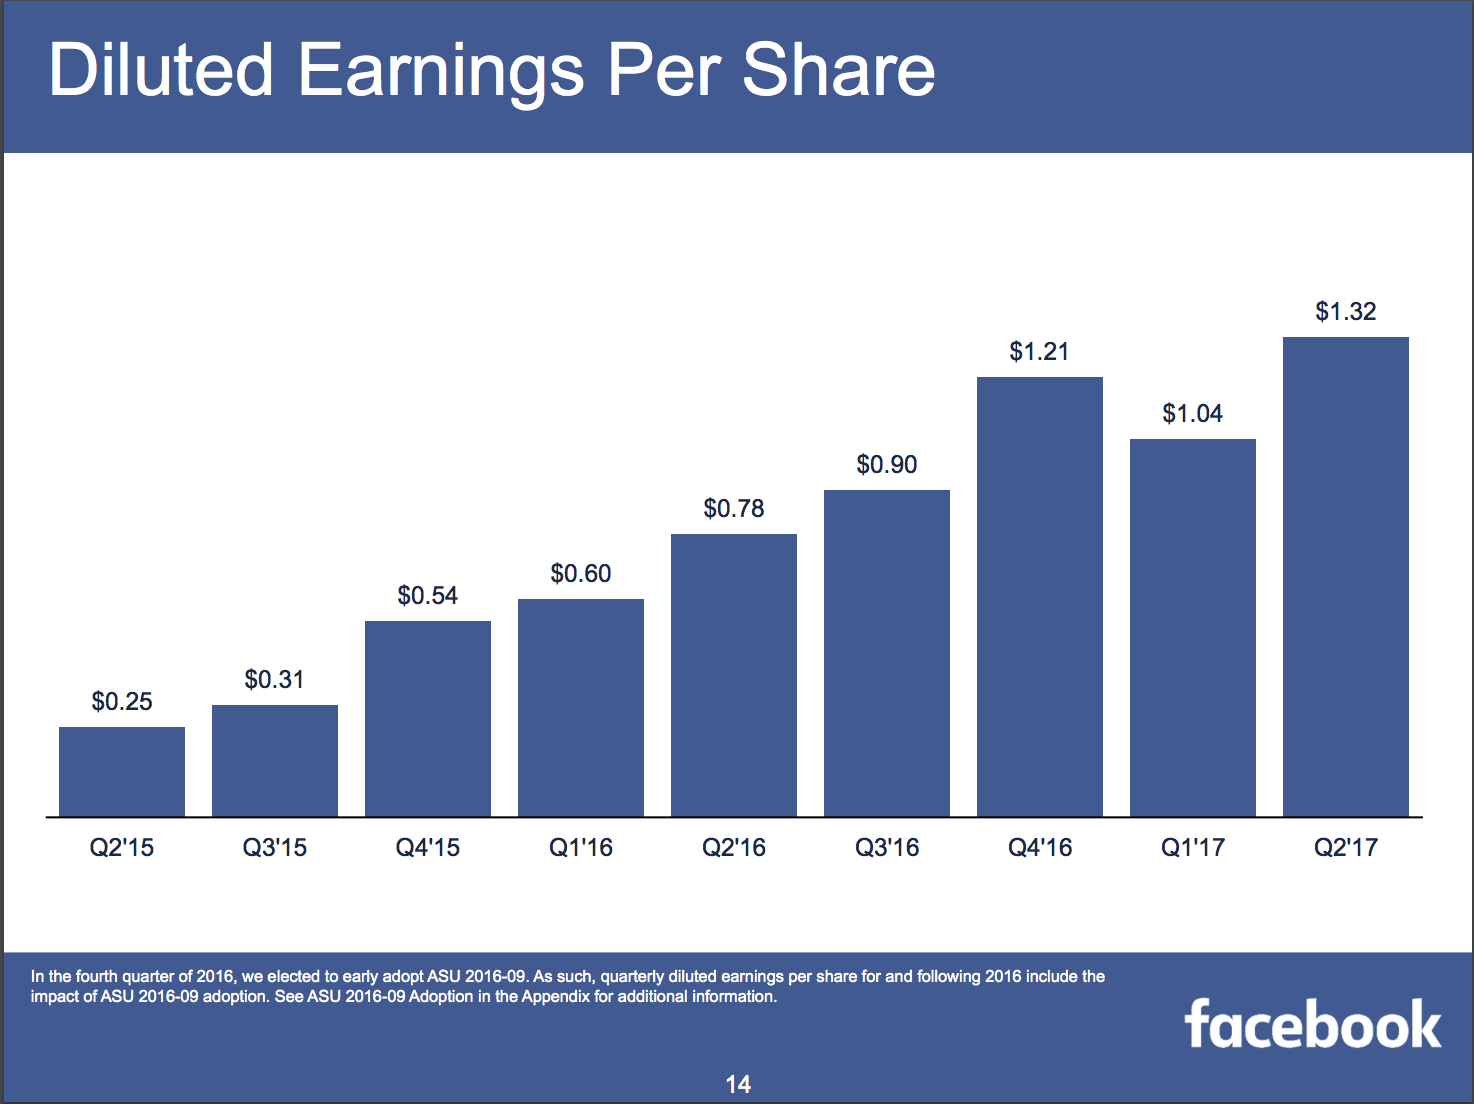 Diluted Earnings Per Share
$0.25
$0.31
$0.54
$0.60
$0.78
$0.90
$1.21
$1.04
$1.32
Q2'15
Q3'15
Q4'15
Q1'16
Q2'16
Q3'16
Q4'16
Q1'17
Q2'17
In the fourth quarter of 2016, we elected to early adopt ASU 2016-09. As such, quarterly diluted earnings per share for and following 2016 include the
impact of ASU 2016-09 adoption. See ASU 2016-09 Adoption in the Appendix for additional information.
facebook
14